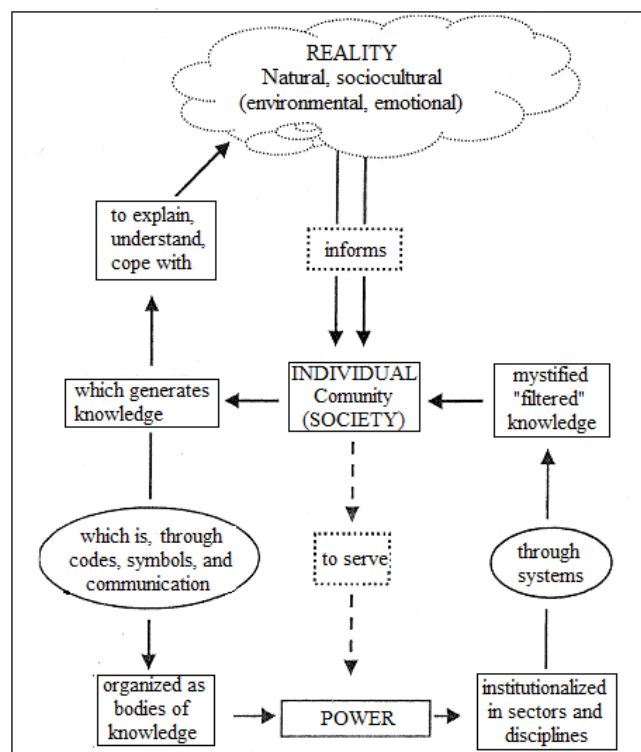 REALITY
Natural, sociocultural
(environmental, emotional)
to explain,
understand,
cope with
informs
which generates
knowledge
INDIVIDUAL
Comunity
(SOCIETY)
mystified
"filtered"
knowledge
which is, through
codes, symbols, and
communication
to serve
through
systems
organized as
bodies of
knowledge
POWER
institutionalized
in sectors and
disciplines